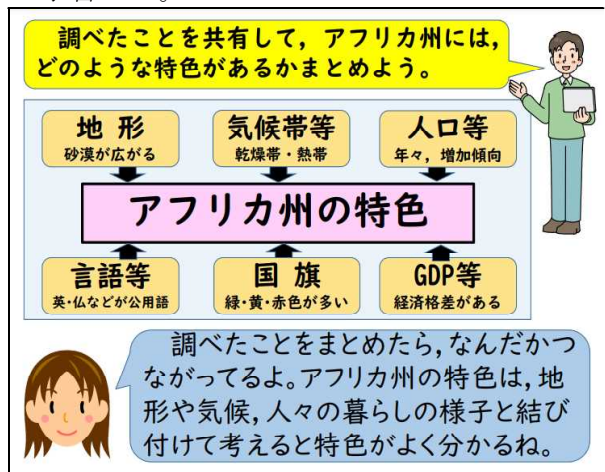 調べたことを共有して，アフリカ州には，
どのような特色があるかまとめよう。
地 形
砂漠が広がる
気候帯等
乾燥帯・熱帯
人口等
年々，増加傾向
アフリカ州の特色
言語等
英・仏などが公用語
国 旗
緑・黄・赤色が多い
GDP等
経済格差がある
調べたことをまとめたら，なんだかつ
ながってるよ。アフリカ州の特色は，地
形や気候，人々の暮らしの様子と結び
付けて考えると特色がよく分かるね。